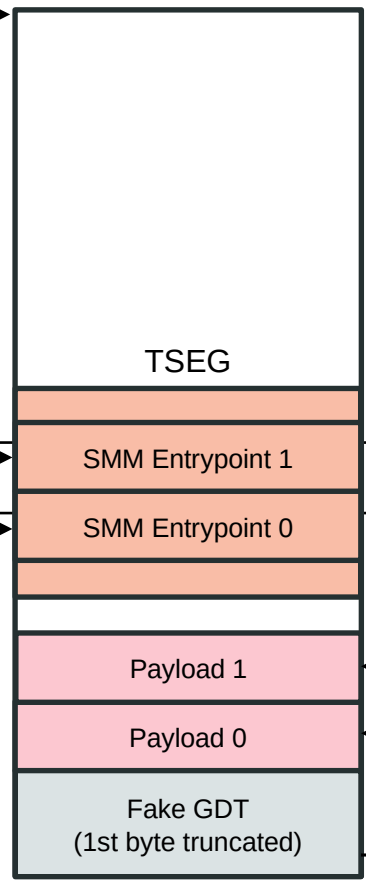 TSEG
SMM Entrypoint 1
SMM Entrypoint 0
Payload 1
Payload 0
Fake GDT
(1st byte truncated)